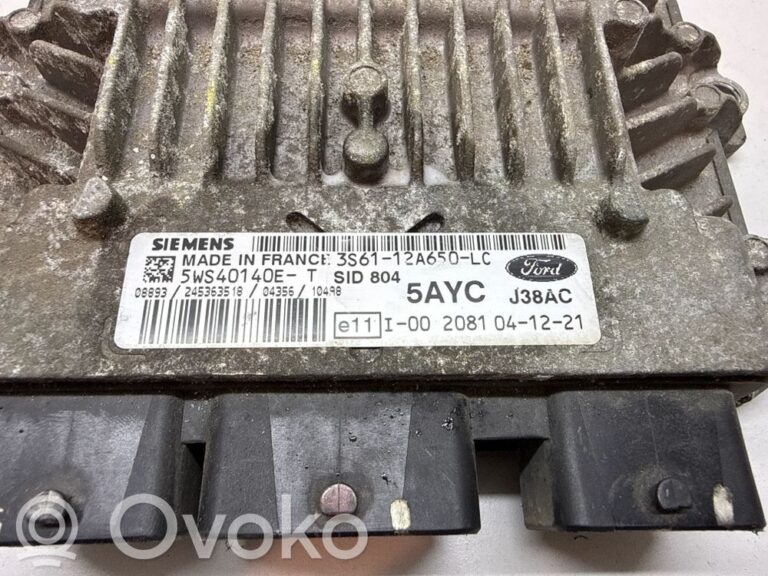 SIEMENS
MADE IN FRANCE 3S61-12A650-LC
5WS40140E- T SID 804
Ford
08893 / 245363518 / 04356 / 10498
5AYC J38AC
e11 I-00 2081 04-12-21
Ovoko